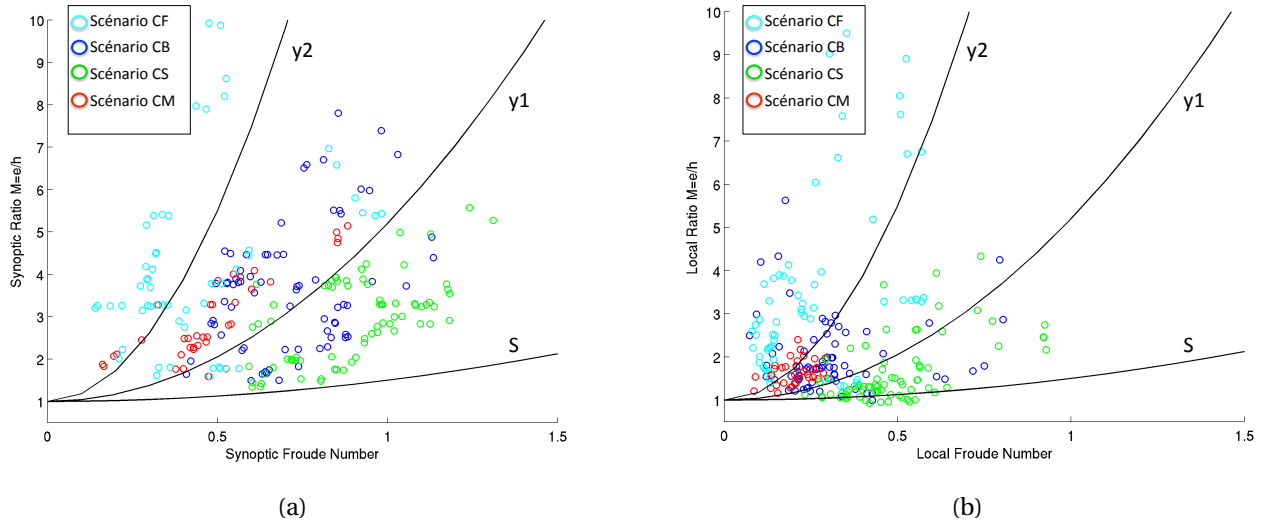 10
9
8
7
6
5
4
3
2
1
0
0.5
1
1.5
Synoptic Ratio M=e/h
Synoptic Froude Number
Scénario CF
Scénario CB
Scénario CS
Scénario CM
y2
y1
S
(a)
10
9
8
7
6
5
4
3
2
1
0
0.5
1
1.5
Local Ratio M=e/h
Local Froude Number
Scénario CF
Scénario CB
Scénario CS
Scénario CM
y2
y1
S
(b)